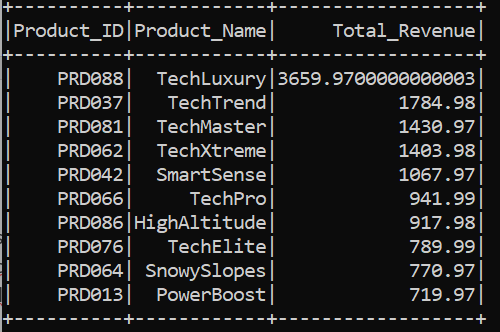 +----------+------------+------------------+
|Product_ID|Product_Name|     Total_Revenue|
+----------+------------+------------------+
|    PRD088|  TechLuxury|3659.9700000000003|
|    PRD037|   TechTrend|           1784.98|
|    PRD081|  TechMaster|           1430.97|
|    PRD062|  TechXtreme|           1403.98|
|    PRD042|  SmartSense|           1067.97|
|    PRD066|     TechPro|            941.99|
|    PRD086|HighAltitude|            917.98|
|    PRD076|   TechElite|            789.99|
|    PRD064| SnowySlopes|            770.97|
|    PRD013|  PowerBoost|            719.97|
+----------+------------+------------------+